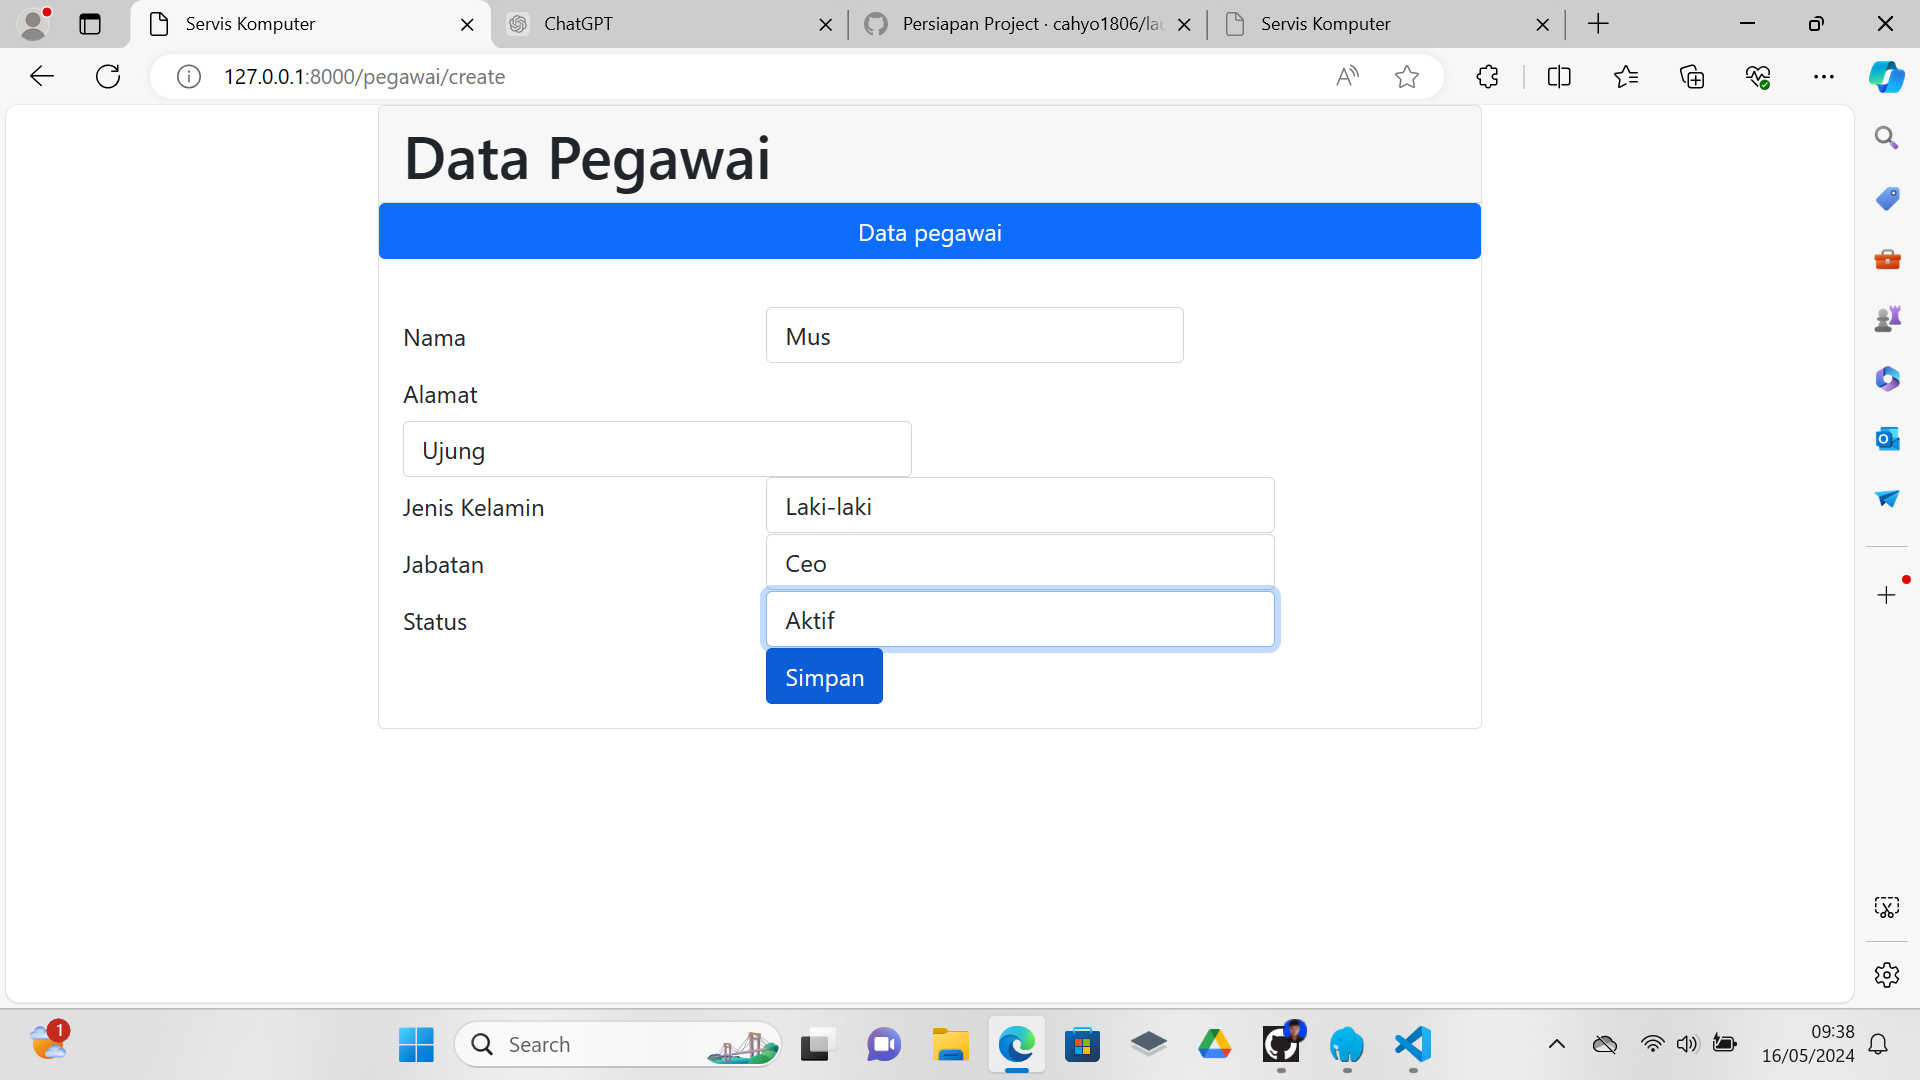 Servis Komputer
ChatGPT
Persiapan Project · cahyo1806/lau
Servis Komputer
127.0.0.1:8000/pegawai/create
Data Pegawai
Data pegawai
Nama
Mus
Alamat
Ujung
Jenis Kelamin
Laki-laki
Jabatan
Ceo
Status
Aktif
Simpan
1
Search
09:38
16/05/2024